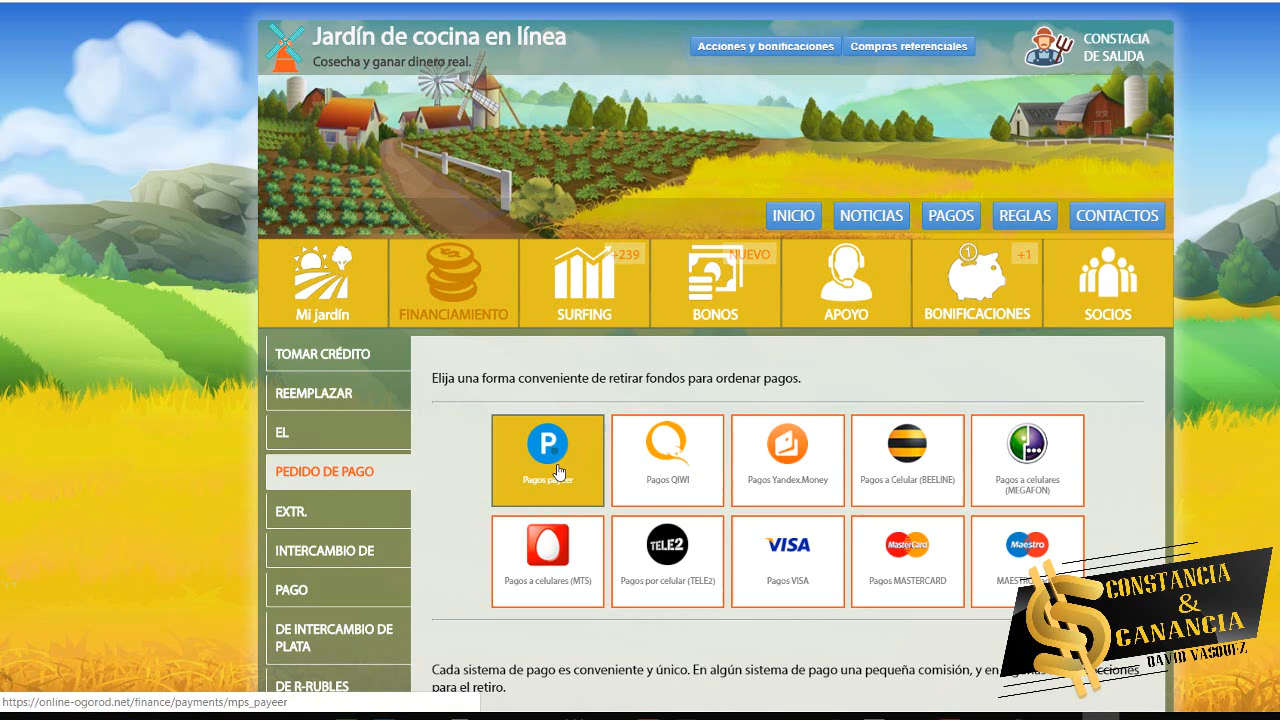 Jardín de cocina en línea
Cosecha y ganar dinero real.
Acciones y bonificaciones
Compras referenciales
CONSTACIA
DE SALIDA
INICIO
NOTICIAS
PAGOS
REGLAS
CONTACTOS
Mi jardín
FINANCIAMIENTO
+239
SURFING
NUEVO
BONOS
APOYO
+1
BONIFICACIONES
SOCIOS
TOMAR CRÉDITO
REEMPLAZAR
EL
PEDIDO DE PAGO
EXTR.
INTERCAMBIO DE
PAGO
DE INTERCAMBIO DE
PLATA
DE R-RUBLES
Elija una forma conveniente de retirar fondos para ordenar pagos.
P
Pagos payeer
Pagos QIWI
Pagos Yandex.Money
Pagos a Celular (BEELINE)
Pagos a celulares
(MEGAFON)
Pagos a celulares (MTS)
TELE2
Pagos por celular (TELE2)
VISA
Pagos VISA
MasterCard
Pagos MASTERCARD
Maestro
Cada sistema de pago es conveniente y único. En algún sistema de pago una pequeña comisión, y en
para el retiro.
CONSTANCIA
&
GANANCIA
DAVID VASQUEZ
https://online-ogorod.net/finance/payments/mps_payeer